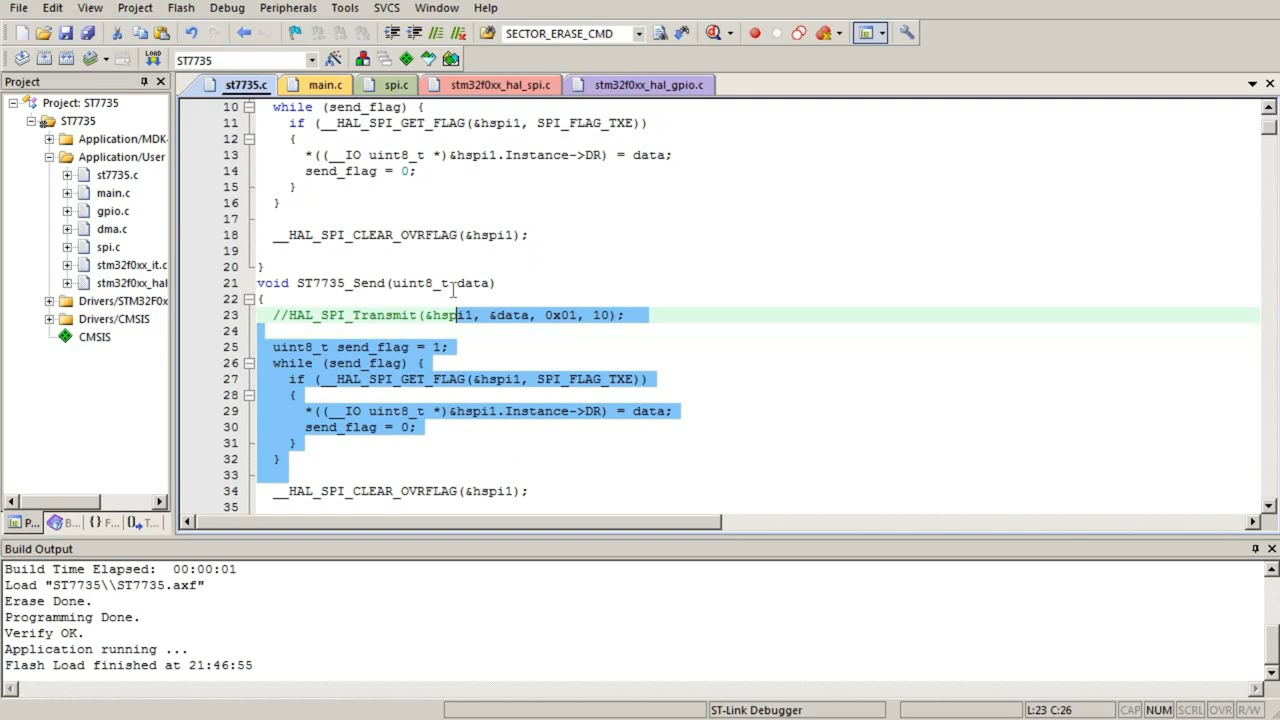 File Edit View Project Flash Debug Peripherals Tools SVCS Window Help
SECTOR_ERASE_CMD
LOAD ST7735
Project
st7735.c main.c spi.c stm32f0xx_hal_spi.c stm32f0xx_hal_gpio.c
Project: ST7735
ST7735
Application/MDK-
Application/User
st7735.c
main.c
gpio.c
dma.c
spi.c
stm32f0xx_it.c
stm32f0xx_hal
Drivers/STM32F0x
Drivers/CMSIS
CMSIS
P... B... {} F... T...
10 while (send_flag) {
11 if (__HAL_SPI_GET_FLAG(&hspi1, SPI_FLAG_TXE))
12 {
13 *((__IO uint8_t *)&hspi1.Instance->DR) = data;
14 send_flag = 0;
15 }
16 }
17
18 __HAL_SPI_CLEAR_OVRFLAG(&hspi1);
19
20 }
21 void ST7735_Send(uint8_t data)
22 {
23 //HAL_SPI_Transmit(&hspi1, &data, 0x01, 10);
24
25 uint8_t send_flag = 1;
26 while (send_flag) {
27 if (__HAL_SPI_GET_FLAG(&hspi1, SPI_FLAG_TXE))
28 {
29 *((__IO uint8_t *)&hspi1.Instance->DR) = data;
30 send_flag = 0;
31 }
32 }
33
34 __HAL_SPI_CLEAR_OVRFLAG(&hspi1);
35
Build Output
Build Time Elapsed: 00:00:01
Load "ST7735\\ST7735.axf"
Erase Done.
Programming Done.
Verify OK.
Application running ...
Flash Load finished at 21:46:55
ST-Link Debugger L:23 C:26 CAP NUM SCRL OVR R/W